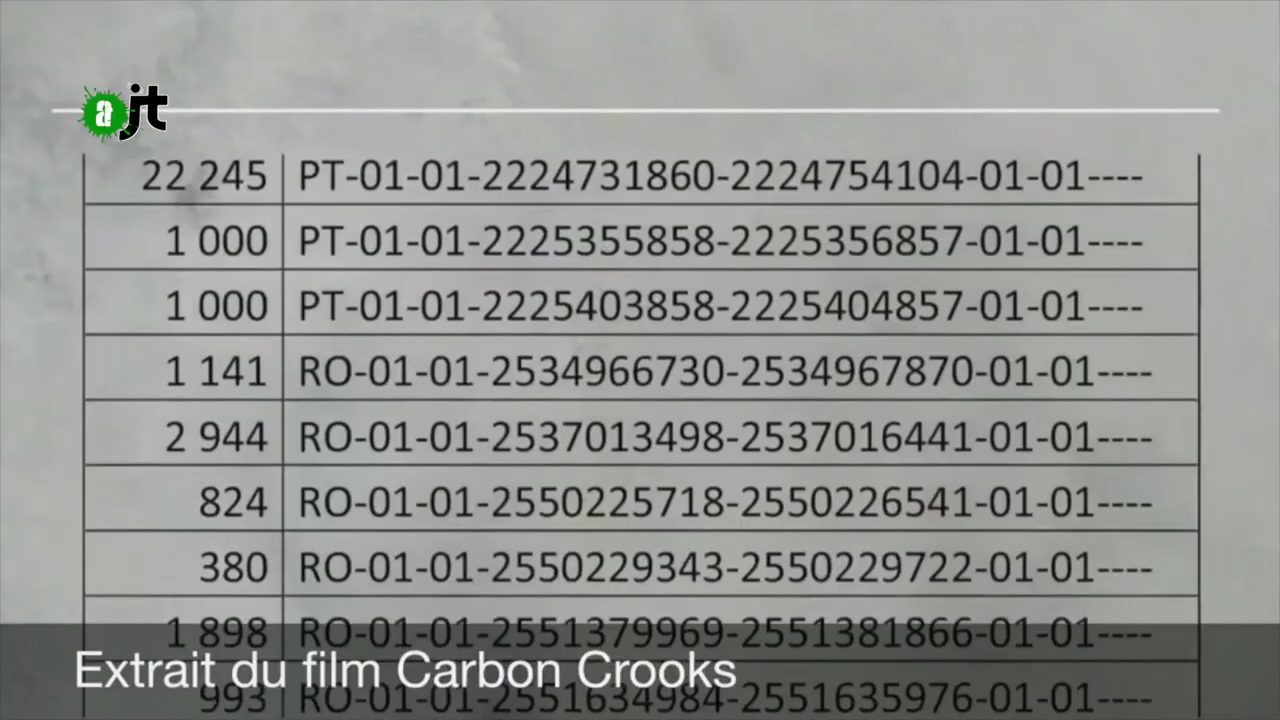 ajt
22 245 PT-01-01-2224731860-2224754104-01-01----
1 000 PT-01-01-2225355858-2225356857-01-01----
1 000 PT-01-01-2225403858-2225404857-01-01----
1 141 RO-01-01-2534966730-2534967870-01-01----
2 944 RO-01-01-2537013498-2537016441-01-01----
824 RO-01-01-2550225718-2550226541-01-01----
380 RO-01-01-2550229343-2550229722-01-01----
1 898 RO-01-01-2551379969-2551381866-01-01----
993 RO-01-01-2551634984-2551635976-01-01----
Extrait du film Carbon Crooks